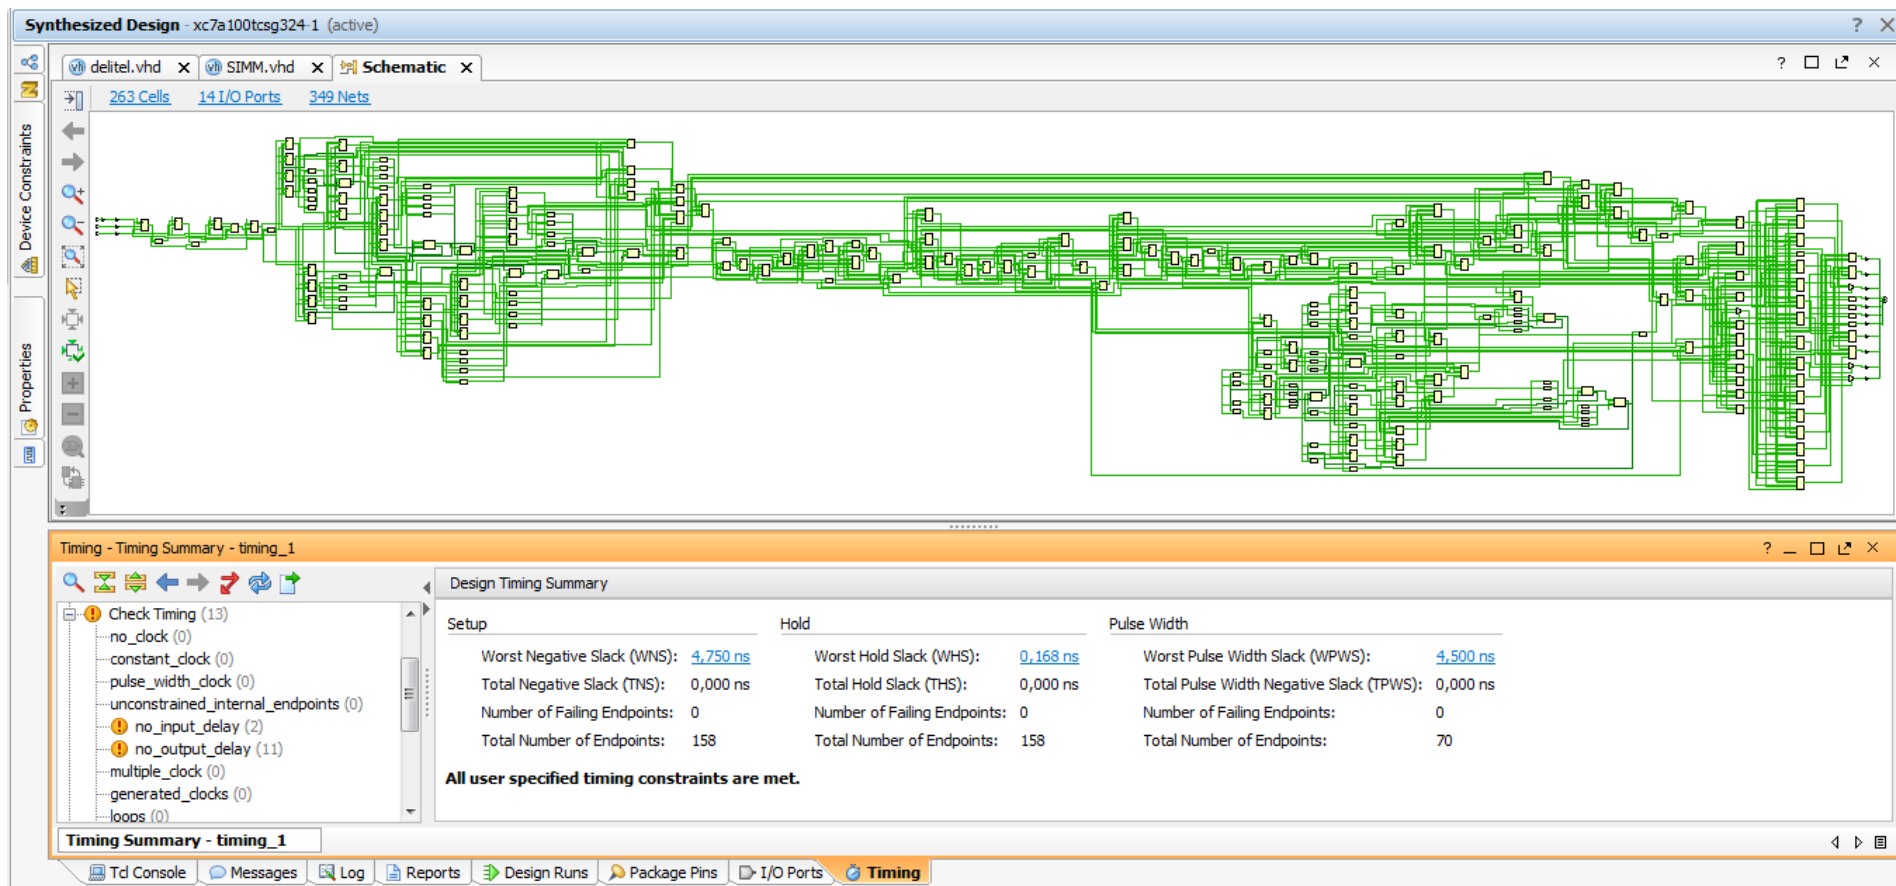 Synthesized Design - xc7a100tcsg324-1 (active)
delitel.vhd
SIMM.vhd
Schematic
263 Cells 14 I/O Ports 349 Nets
Device Constraints
Properties
Timing - Timing Summary - timing_1
Check Timing (13)
no_clock (0)
constant_clock (0)
pulse_width_clock (0)
unconstrained_internal_endpoints (0)
no_input_delay (2)
no_output_delay (11)
multiple_clock (0)
generated_clocks (0)
loops (0)
Design Timing Summary
Setup Hold Pulse Width
Worst Negative Slack (WNS): 4,750 ns Worst Hold Slack (WHS): 0,168 ns Worst Pulse Width Slack (WPWS): 4,500 ns
Total Negative Slack (TNS): 0,000 ns Total Hold Slack (THS): 0,000 ns Total Pulse Width Negative Slack (TPWS): 0,000 ns
Number of Failing Endpoints: 0 Number of Failing Endpoints: 0 Number of Failing Endpoints: 0
Total Number of Endpoints: 158 Total Number of Endpoints: 158 Total Number of Endpoints: 70
All user specified timing constraints are met.
Timing Summary - timing_1
Tcl Console Messages Log Reports Design Runs Package Pins I/O Ports Timing